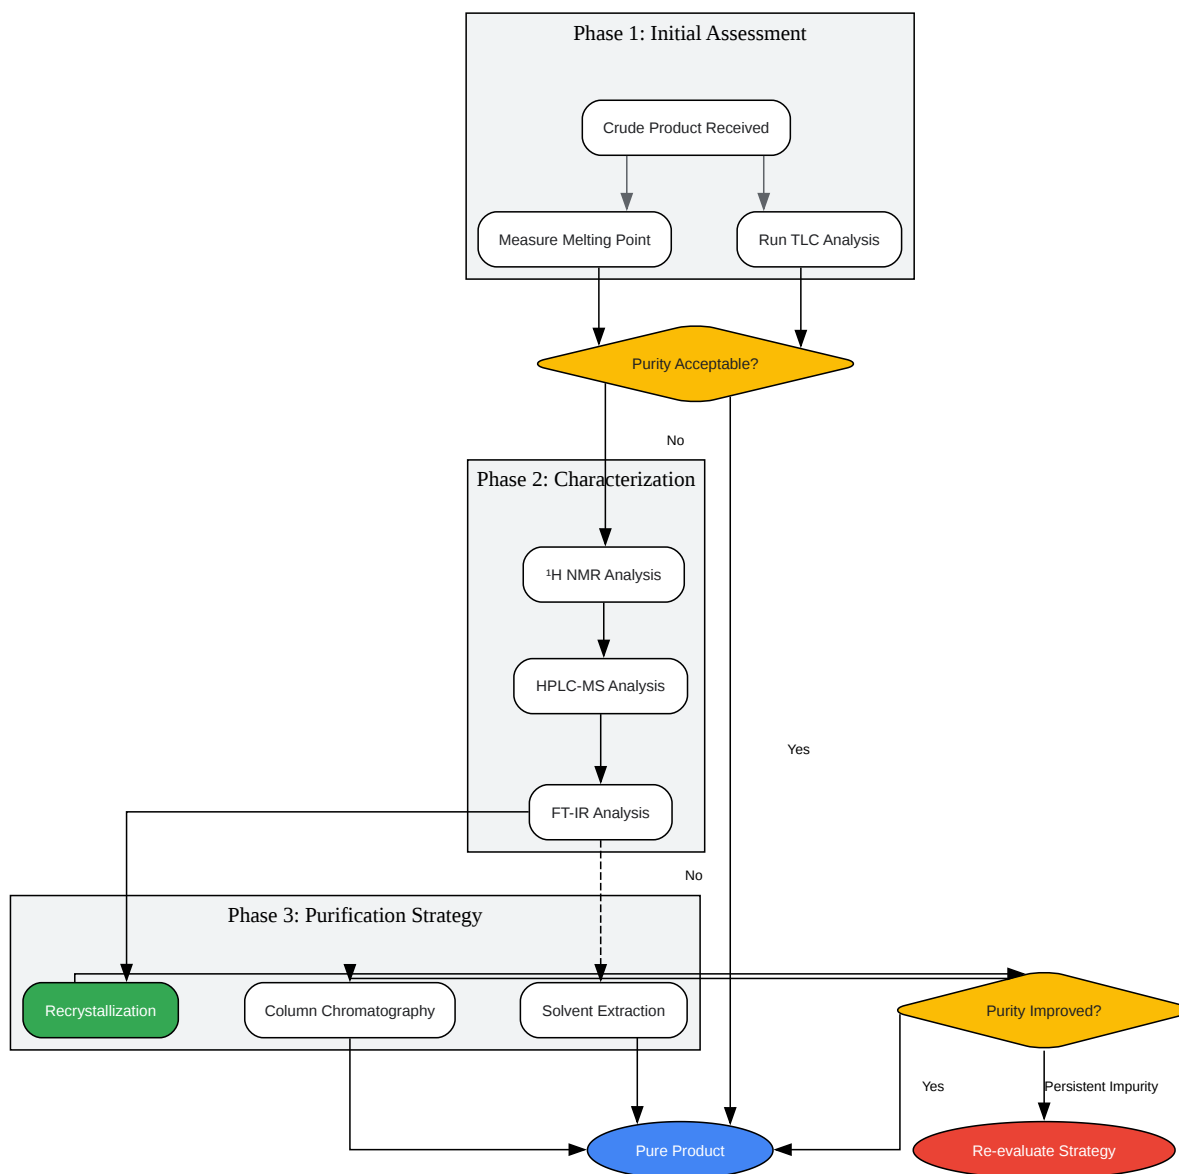 Phase 1: Initial Assessment
Crude Product Received
Measure Melting Point
Run TLC Analysis
Purity Acceptable?
No
Phase 2: Characterization
¹H NMR Analysis
HPLC-MS Analysis
Yes
FT-IR Analysis
No
Phase 3: Purification Strategy
Recrystallization
Column Chromatography
Solvent Extraction
Purity Improved?
Yes
Persistent Impurity
Pure Product
Re-evaluate Strategy